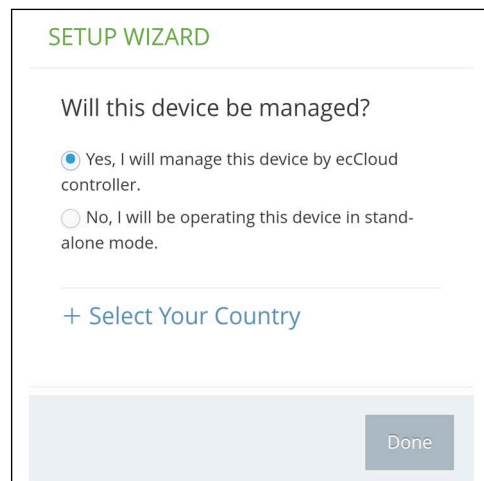 SETUP WIZARD
Will this device be managed?
Yes, I will manage this device by ecCloud
controller.
No, I will be operating this device in stand-
alone mode.
+ Select Your Country
Done